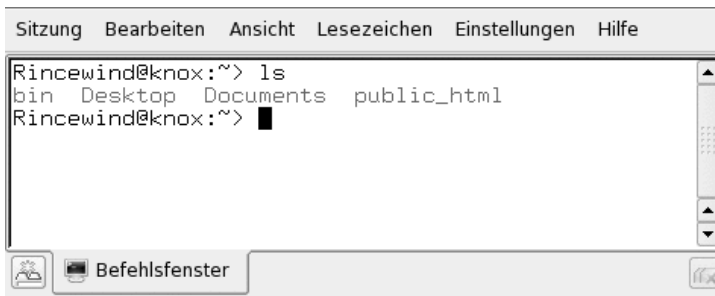 Sitzung Bearbeiten Ansicht Lesezeichen Einstellungen Hilfe
Rincewind@knox:~> ls
bin Desktop Documents public_html
Rincewind@knox:~>
Befehlsfenster